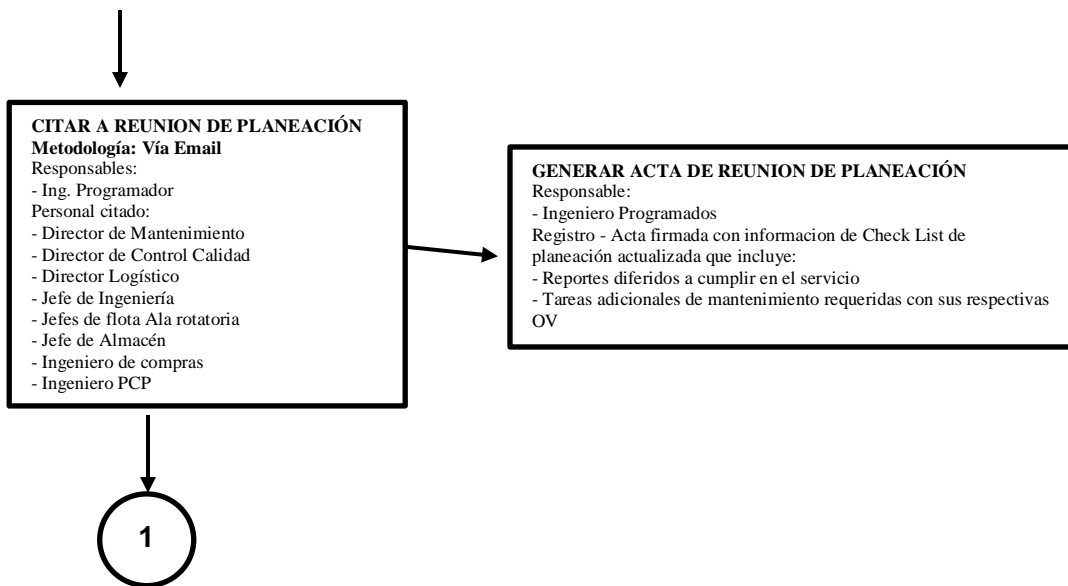 CITAR A REUNION DE PLANEACIÓN
Metodología: Vía Email
Responsables:
- Ing. Programador
Personal citado:
- Director de Mantenimiento
- Director de Control Calidad
- Director Logístico
- Jefe de Ingeniería
- Jefes de flota Ala rotatoria
- Jefe de Almacén
- Ingeniero de compras
- Ingeniero PCP
GENERAR ACTA DE REUNION DE PLANEACIÓN
Responsable:
- Ingeniero Programados
Registro - Acta firmada con informacion de Check List de
planeación actualizada que incluye:
- Reportes diferidos a cumplir en el servicio
- Tareas adicionales de mantenimiento requeridas con sus respectivas
OV
1